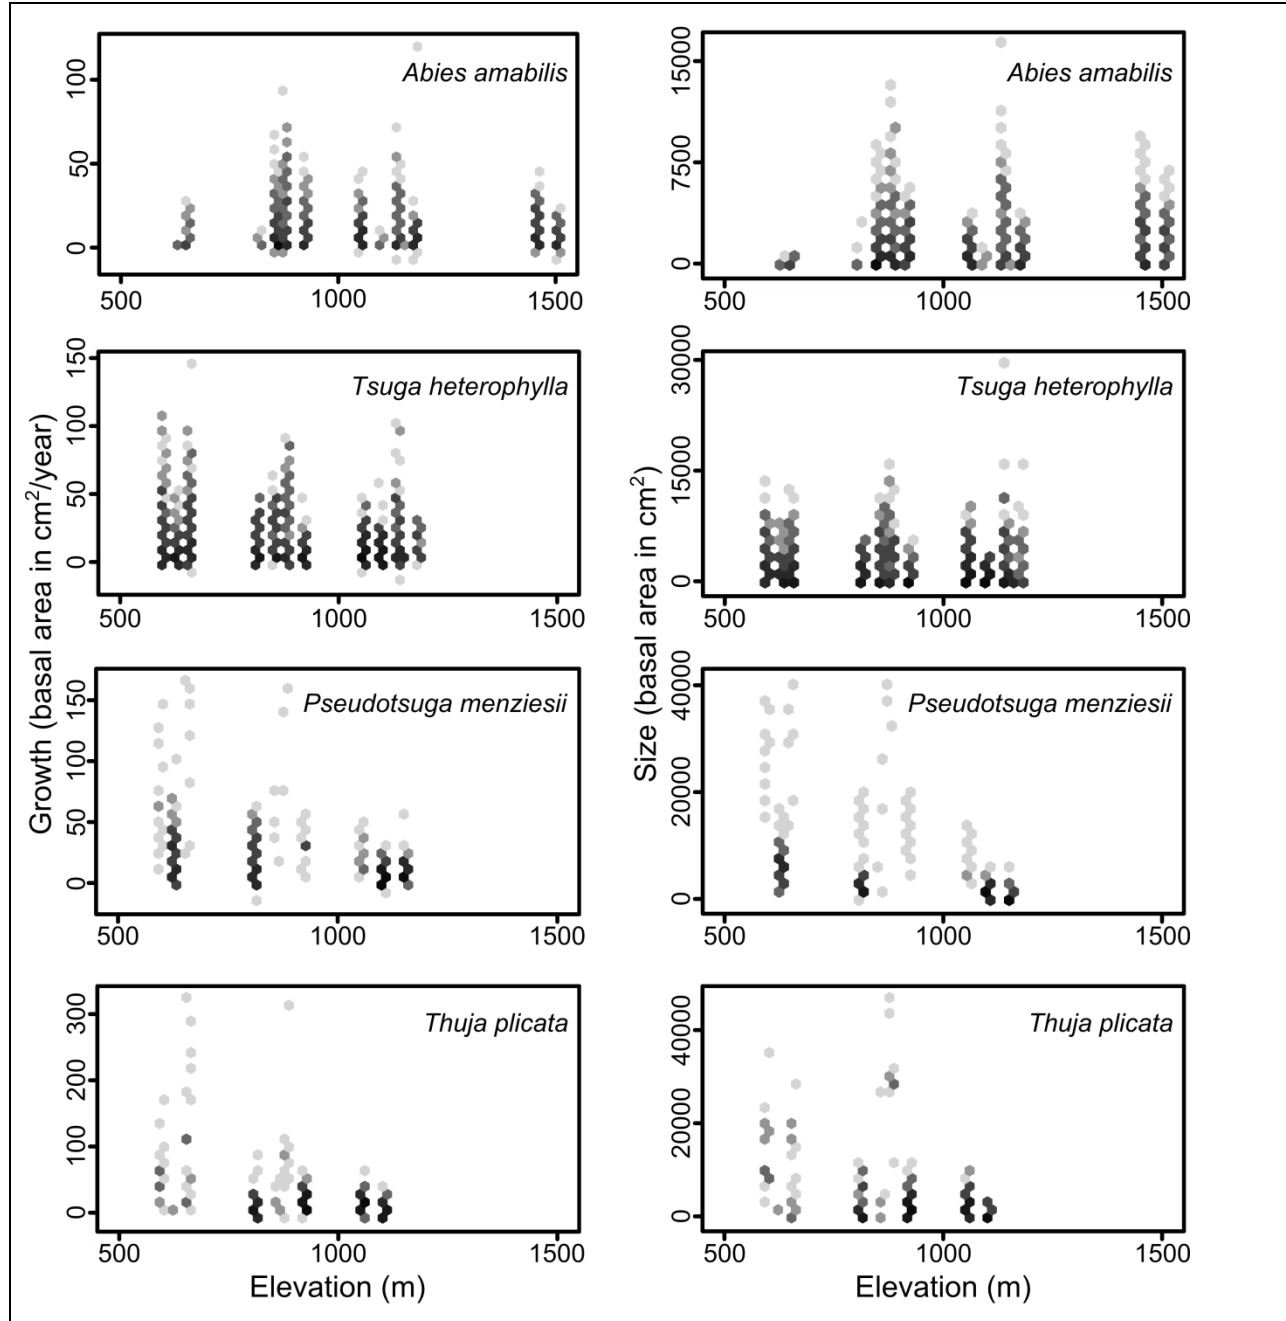 Growth (basal area in cm²/year)
Abies amabilis
100
50
0
500 1000 1500
Tsuga heterophylla
150
100
50
0
500 1000 1500
Pseudotsuga menziesii
150
100
50
0
500 1000 1500
Thuja plicata
300
200
100
0
500 1000 1500
Elevation (m)
Size (basal area in cm²)
Abies amabilis
15000
7500
0
500 1000 1500
Tsuga heterophylla
30000
15000
0
500 1000 1500
Pseudotsuga menziesii
40000
20000
0
500 1000 1500
Thuja plicata
40000
20000
0
500 1000 1500
Elevation (m)